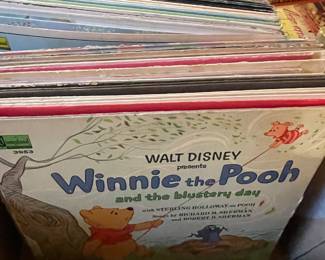 3953
WALT DISNEY
presents
Winnie the Pooh
and the blustery day
with STERLING HOLLOWAY as POOH
Songs by RICHARD M. SHERMAN
and ROBERT B. SHERMAN